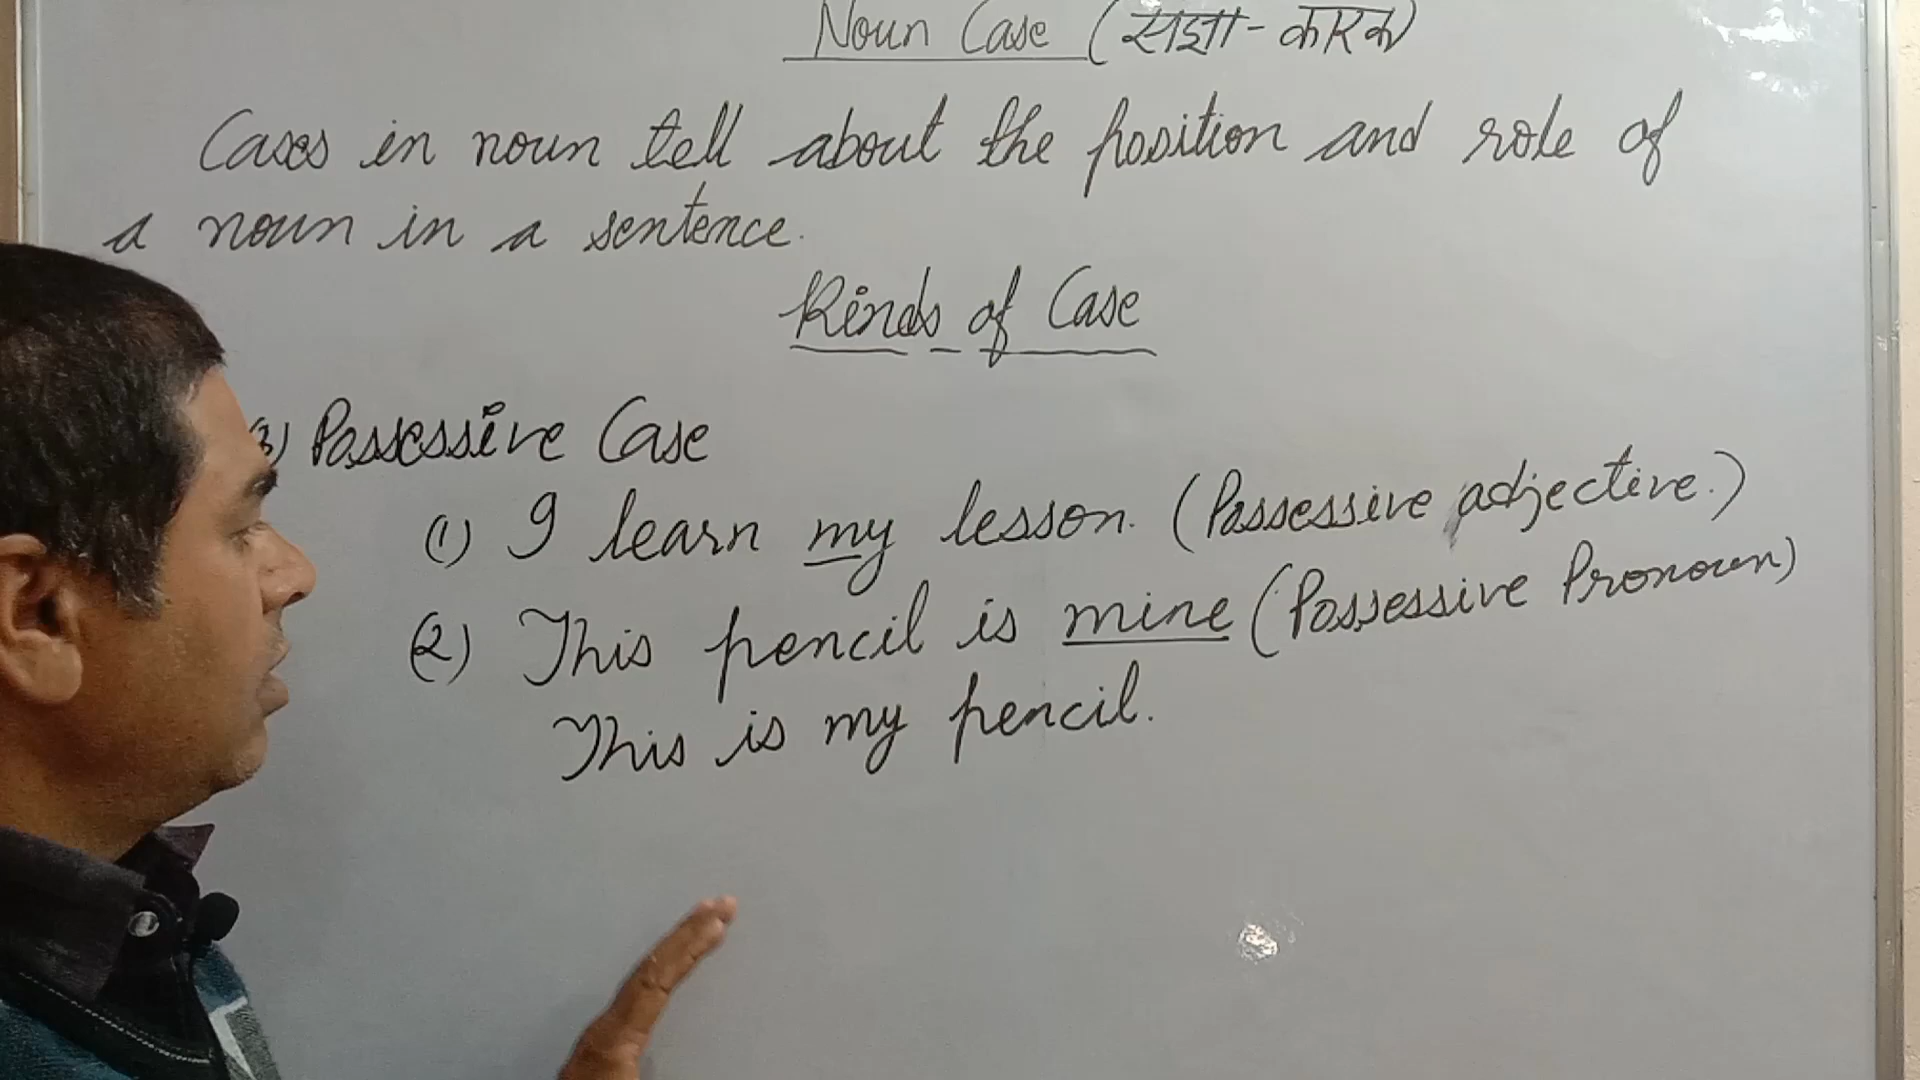 Noun Case (संज्ञा-कारक)
Cases in noun tell about the position and role of
a noun in a sentence.
Kinds of Case
3) Possessive Case
(1) I learn my lesson. (Possessive adjective.)
(2) This pencil is mine (Possessive Pronoun)
This is my pencil.